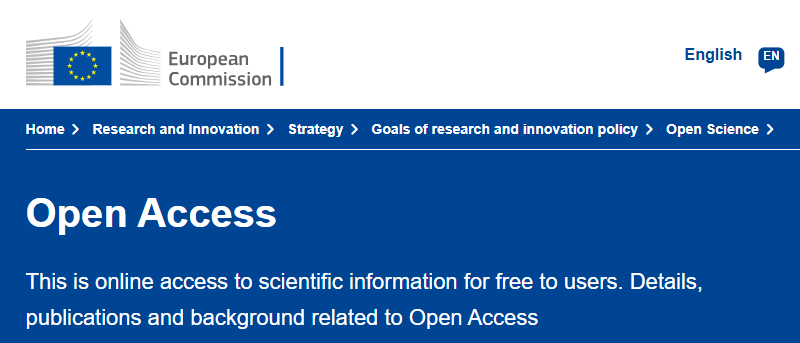 European
Commission
English EN
Home Research and Innovation Strategy Goals of research and innovation policy Open Science
Open Access
This is online access to scientific information for free to users. Details,
publications and background related to Open Access